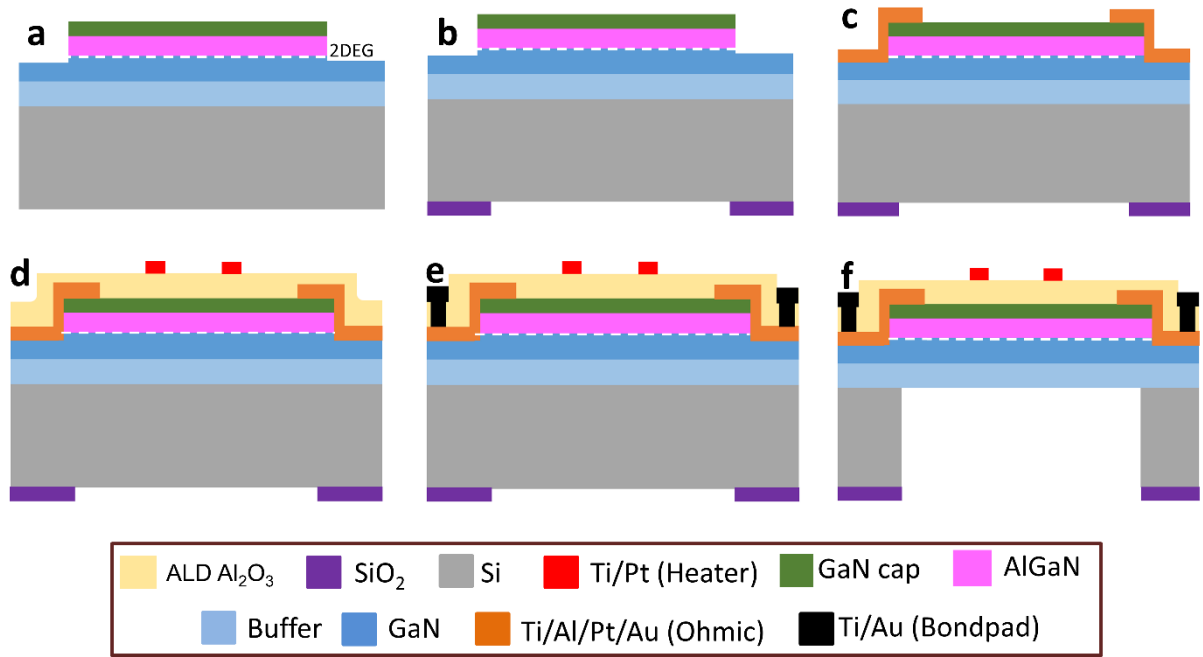 a
2DEG
b
c
d
e
f
ALD Al₂O₃
SiO₂
Si
Ti/Pt (Heater)
GaN cap
AlGaN
Buffer
GaN
Ti/Al/Pt/Au (Ohmic)
Ti/Au (Bondpad)